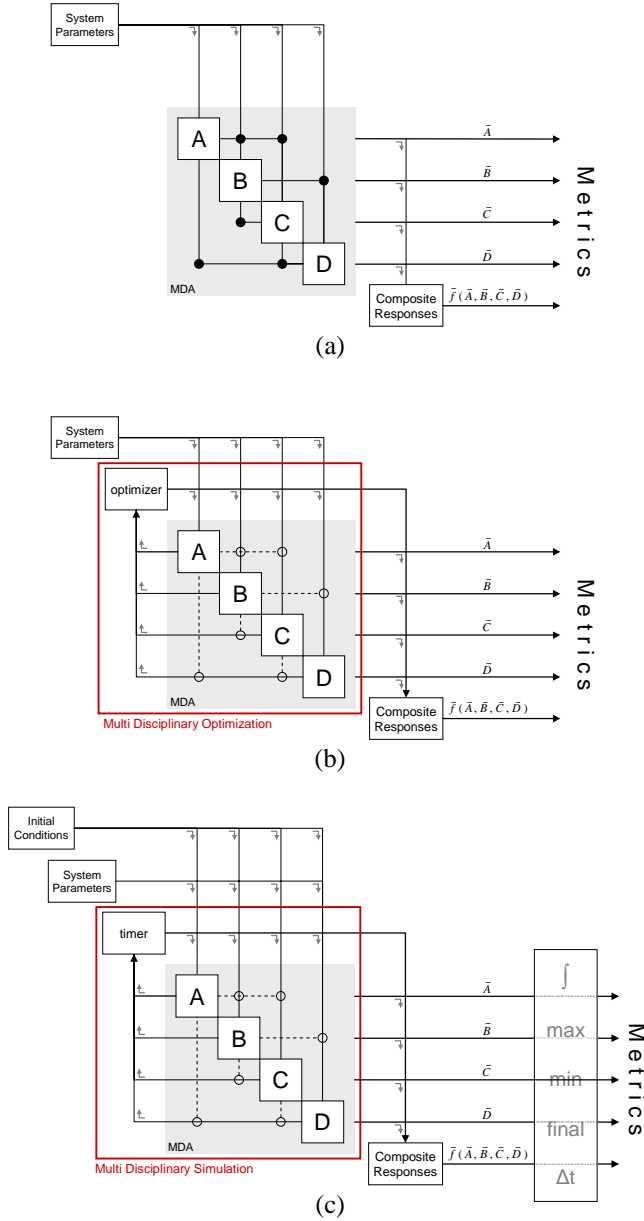 System
Parameters
A
B
C
D
MDA
Ā
B̄
C̄
D̄
Metrics
Composite
Responses
f̄(Ā, B̄, C̄, D̄)
(a)
System
Parameters
optimizer
A
B
C
D
MDA
Multi Disciplinary Optimization
Ā
B̄
C̄
D̄
Metrics
Composite
Responses
f̄(Ā, B̄, C̄, D̄)
(b)
Initial
Conditions
System
Parameters
timer
A
B
C
D
MDA
Multi Disciplinary Simulation
Ā
B̄
C̄
D̄
∫
max
min
final
Δt
Metrics
Composite
Responses
f̄(Ā, B̄, C̄, D̄)
(c)